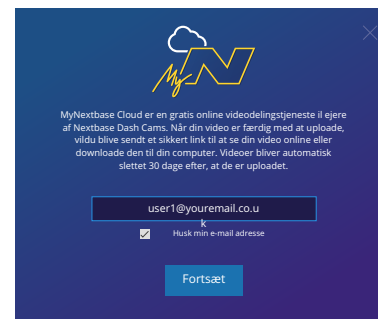 My N
MyNextbase Cloud er en gratis online videodelingstjeneste il ejere
af Nextbase Dash Cams. Når din video er færdig med at uploade,
vildu blive sendt et sikkert link til at se din video online eller
downloade den til din computer. Videoer bliver automatisk
slettet 30 dage efter, at de er uploadet.
user1@youremail.co.u
k
Husk min e-mail adresse
Fortsæt